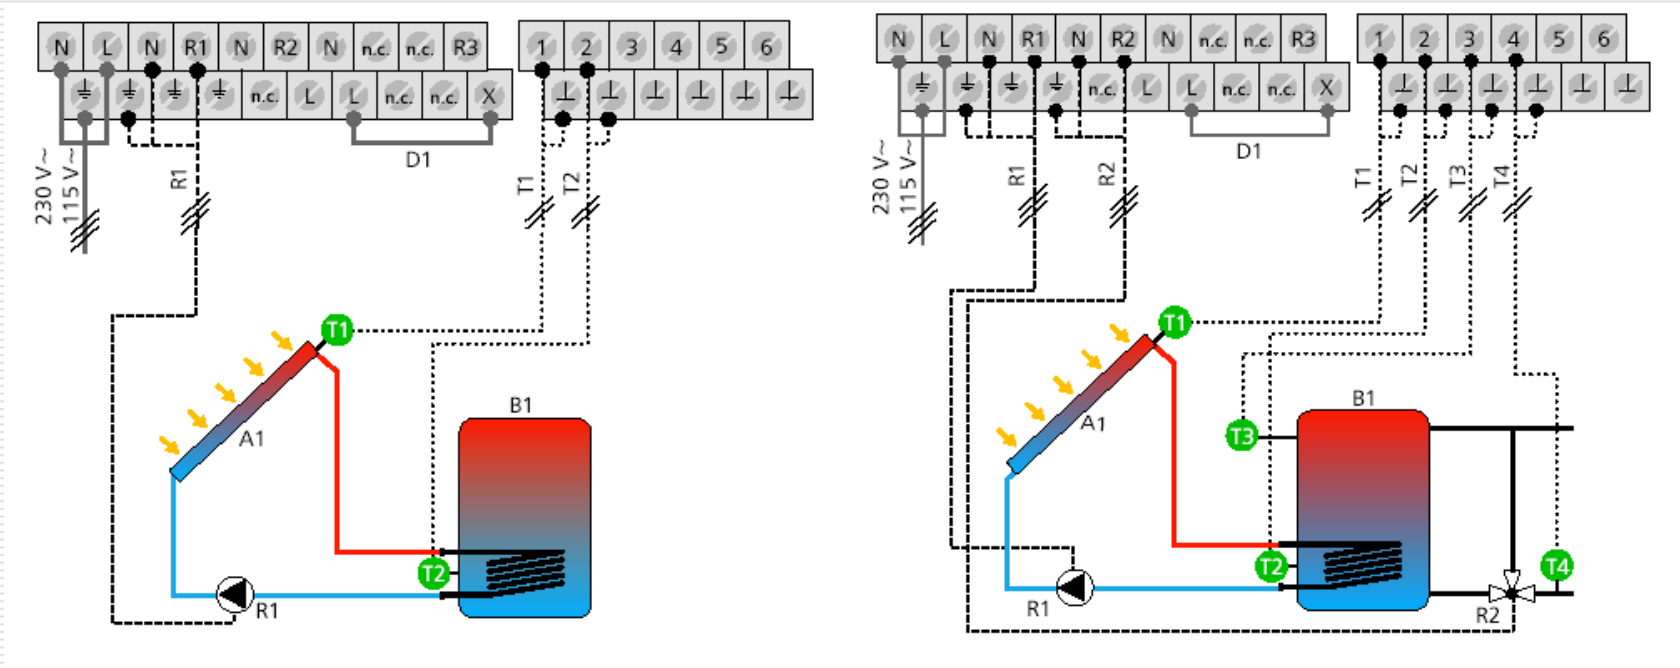 N L N R1 N R2 N n.c. n.c. R3
1 2 3 4 5 6
n.c. L L n.c. n.c. X
D1
230 V~
115 V~
R1
T1
T2
T1
A1
B1
T2
R1
N L N R1 N R2 N n.c. n.c. R3
1 2 3 4 5 6
n.c. L L n.c. n.c. X
D1
230 V~
115 V~
R1
R2
T1
T2
T3
T4
T1
A1
B1
T3
T2
T4
R1
R2